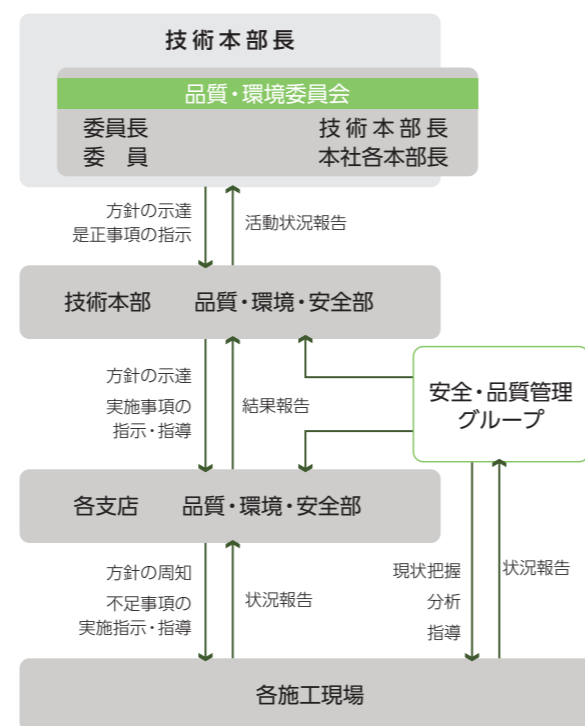 技術本部長
品質・環境委員会
委員長 技術本部長
委　員 本社各本部長
方針の示達
是正事項の指示
活動状況報告
技術本部 品質・環境・安全部
方針の示達
実施事項の
指示・指導
結果報告
安全・品質管理
グループ
各支店 品質・環境・安全部
方針の周知
不足事項の
実施指示・指導
状況報告
現状把握
分析
指導
状況報告
各施工現場